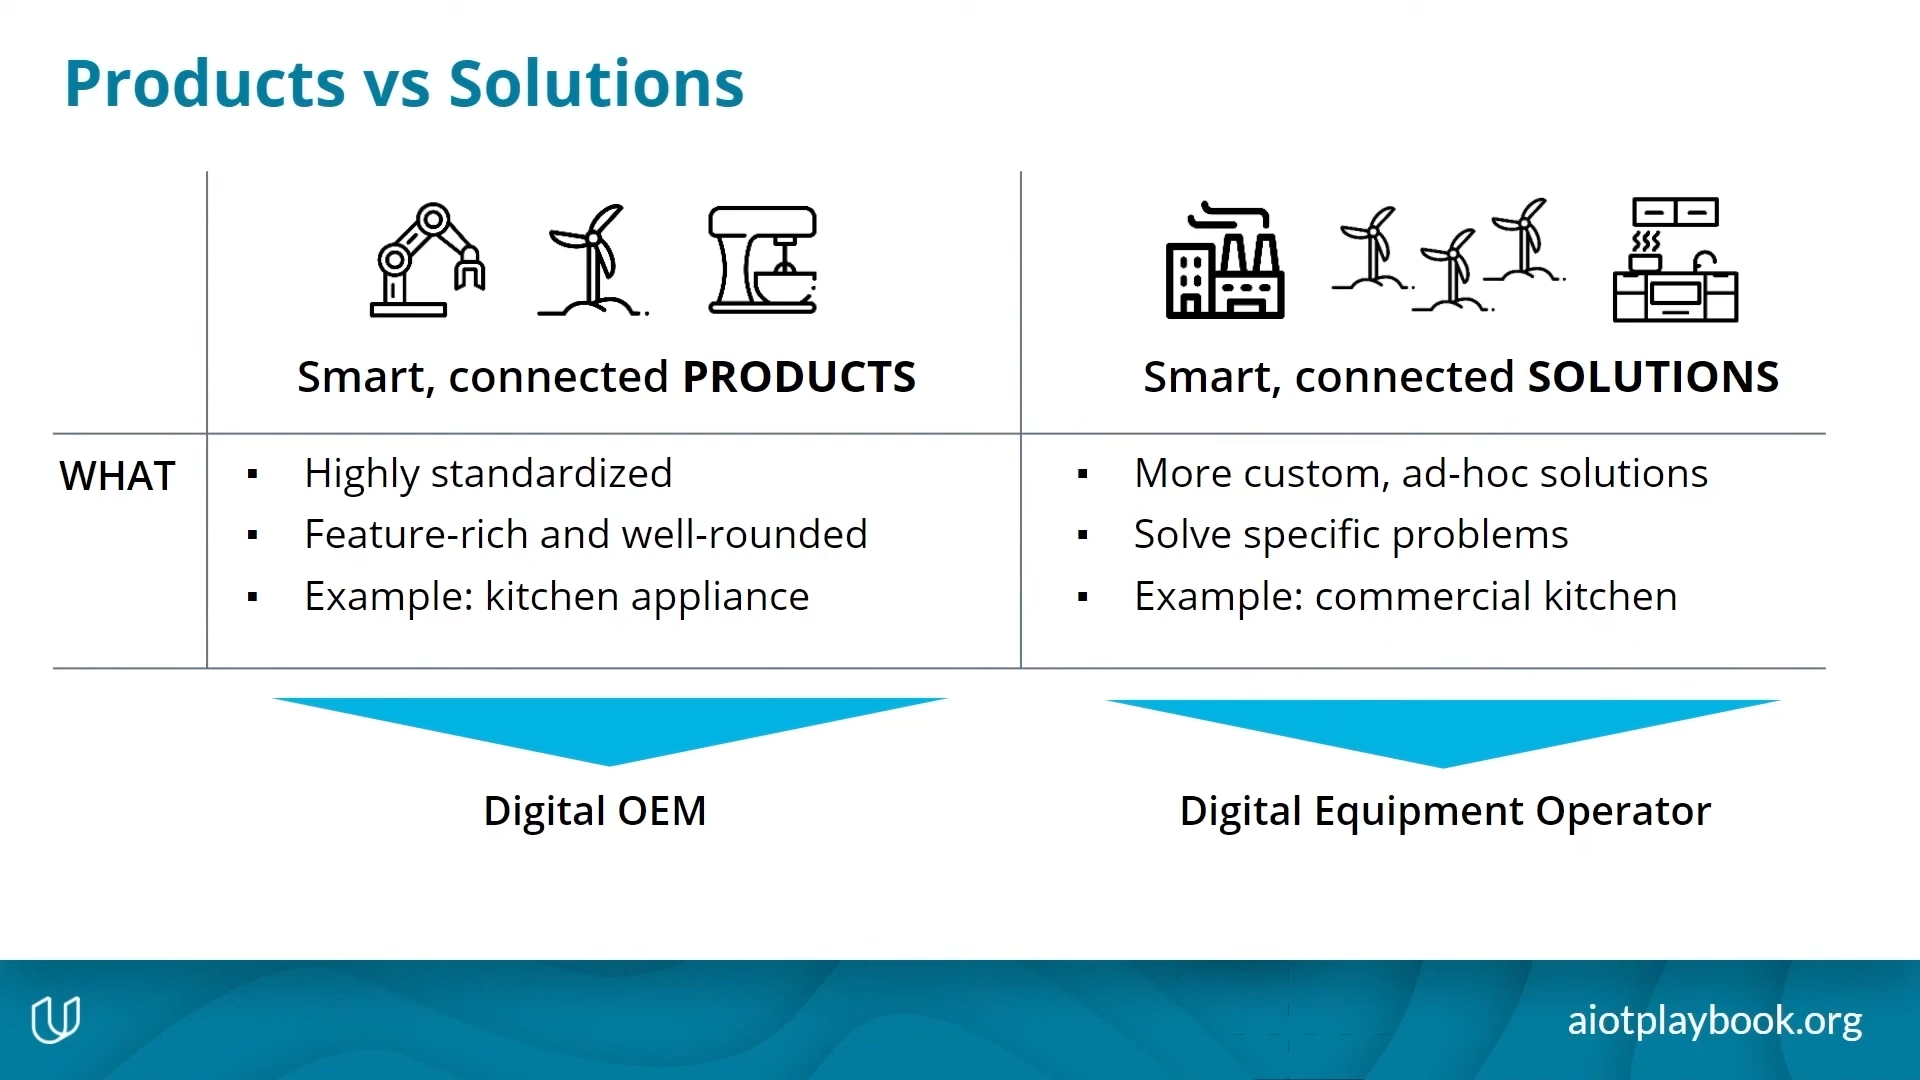 Products vs Solutions
Smart, connected PRODUCTS
Smart, connected SOLUTIONS
WHAT
▪ Highly standardized
▪ Feature-rich and well-rounded
▪ Example: kitchen appliance
▪ More custom, ad-hoc solutions
▪ Solve specific problems
▪ Example: commercial kitchen
Digital OEM
Digital Equipment Operator
aiotplaybook.org